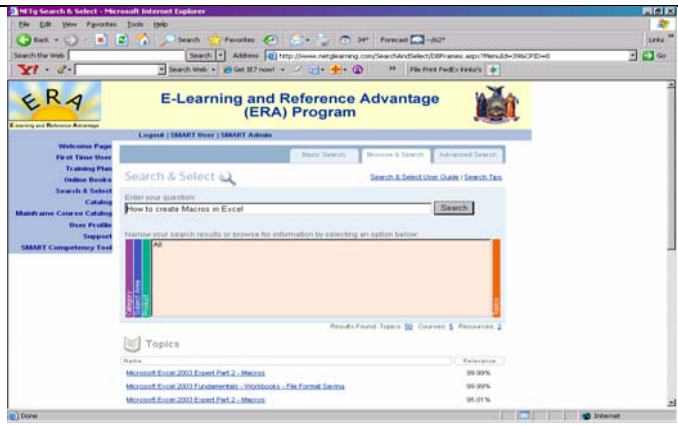 NETg Search & Select - Microsoft Internet Explorer
File Edit View Favorites Tools Help
Back Search Favorites 34° Forecast --/62° Links
Search the Web Search Address http://www.netglearning.com/SearchAndSelect/DBFrames.aspx?MenuId=396CPID=0 Go
Y! Search Web Get IE7 now! File Print FedEx Kinko's
ERA
E-Learning and Reference Advantage
E-Learning and Reference Advantage
(ERA) Program
Logout | SMART User | SMART Admin
Welcome Page
First Time User
Training Plan
Online Books
Search & Select
Catalog
Mainframe Course Catalog
User Profile
Support
SMART Competency Tool
Basic Search Browse & Search Advanced Search
Search & Select
Search & Select User Guide | Search Tips
Enter your question:
How to create Macros in Excel
Search
Narrow your search results or browse for information by selecting an option below:
All
Category
Subject Area
Product
Topics
Results Found: Topics: 50 Courses: 5 Resources: 2
Topics
Name Relevance
Microsoft Excel 2003 Expert Part 2 - Macros 99.99%
Microsoft Excel 2003 Fundamentals - Workbooks - File Format Saving 99.99%
Microsoft Excel 2003 Expert Part 2 - Macros 96.01%
Done Internet